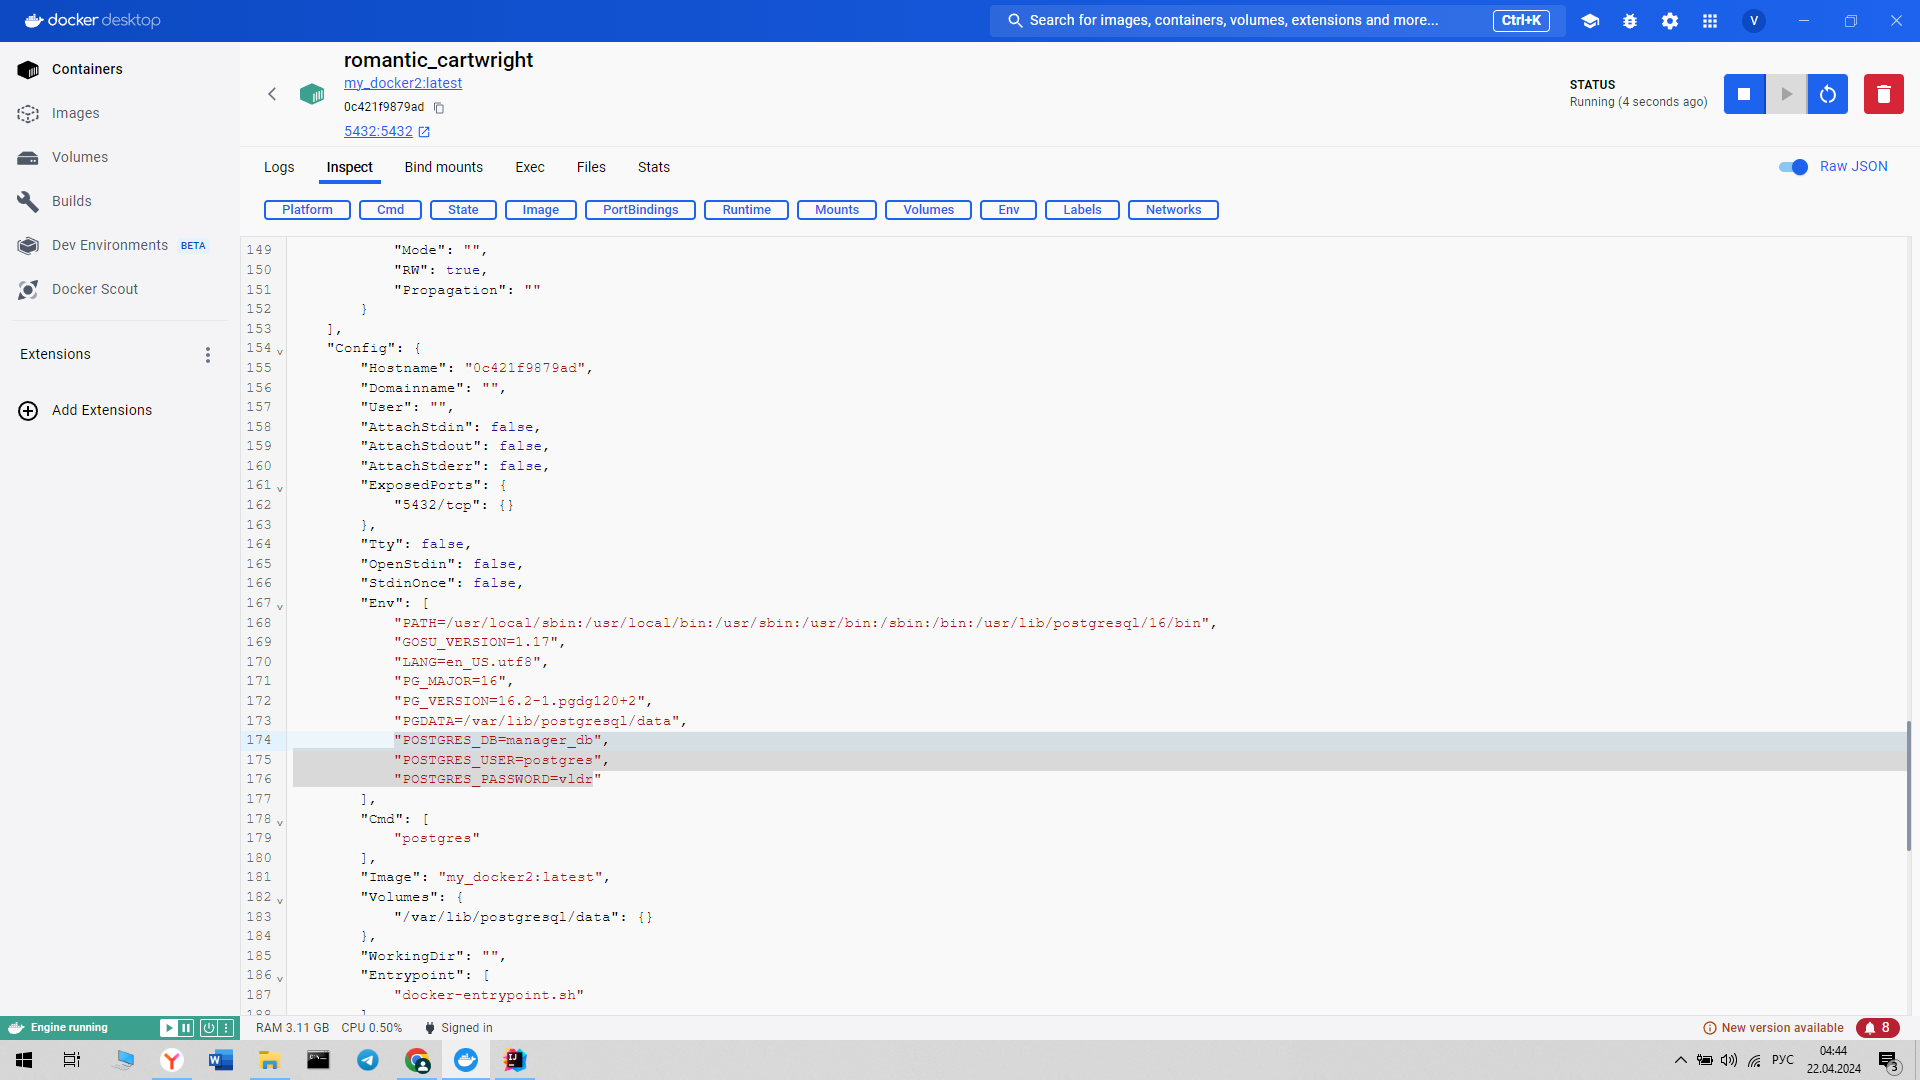 docker desktop
Search for images, containers, volumes, extensions and more... Ctrl+K
V
Containers
Images
Volumes
Builds
Dev Environments BETA
Docker Scout
Extensions
Add Extensions
romantic_cartwright
my_docker2:latest
0c421f9879ad
5432:5432
STATUS
Running (4 seconds ago)
Logs Inspect Bind mounts Exec Files Stats
Raw JSON
Platform Cmd State Image PortBindings Runtime Mounts Volumes Env Labels Networks
149 "Mode": "",
150 "RW": true,
151 "Propagation": ""
152 }
153 ],
154 "Config": {
155 "Hostname": "0c421f9879ad",
156 "Domainname": "",
157 "User": "",
158 "AttachStdin": false,
159 "AttachStdout": false,
160 "AttachStderr": false,
161 "ExposedPorts": {
162 "5432/tcp": {}
163 },
164 "Tty": false,
165 "OpenStdin": false,
166 "StdinOnce": false,
167 "Env": [
168 "PATH=/usr/local/sbin:/usr/local/bin:/usr/sbin:/usr/bin:/sbin:/bin:/usr/lib/postgresql/16/bin",
169 "GOSU_VERSION=1.17",
170 "LANG=en_US.utf8",
171 "PG_MAJOR=16",
172 "PG_VERSION=16.2-1.pgdg120+2",
173 "PGDATA=/var/lib/postgresql/data",
174 "POSTGRES_DB=manager_db",
175 "POSTGRES_USER=postgres",
176 "POSTGRES_PASSWORD=vldr"
177 ],
178 "Cmd": [
179 "postgres"
180 ],
181 "Image": "my_docker2:latest",
182 "Volumes": {
183 "/var/lib/postgresql/data": {}
184 },
185 "WorkingDir": "",
186 "Entrypoint": [
187 "docker-entrypoint.sh"
188 ]
Engine running
RAM 3.11 GB CPU 0.50% Signed in
New version available 8
РУС
04:44
22.04.2024
3